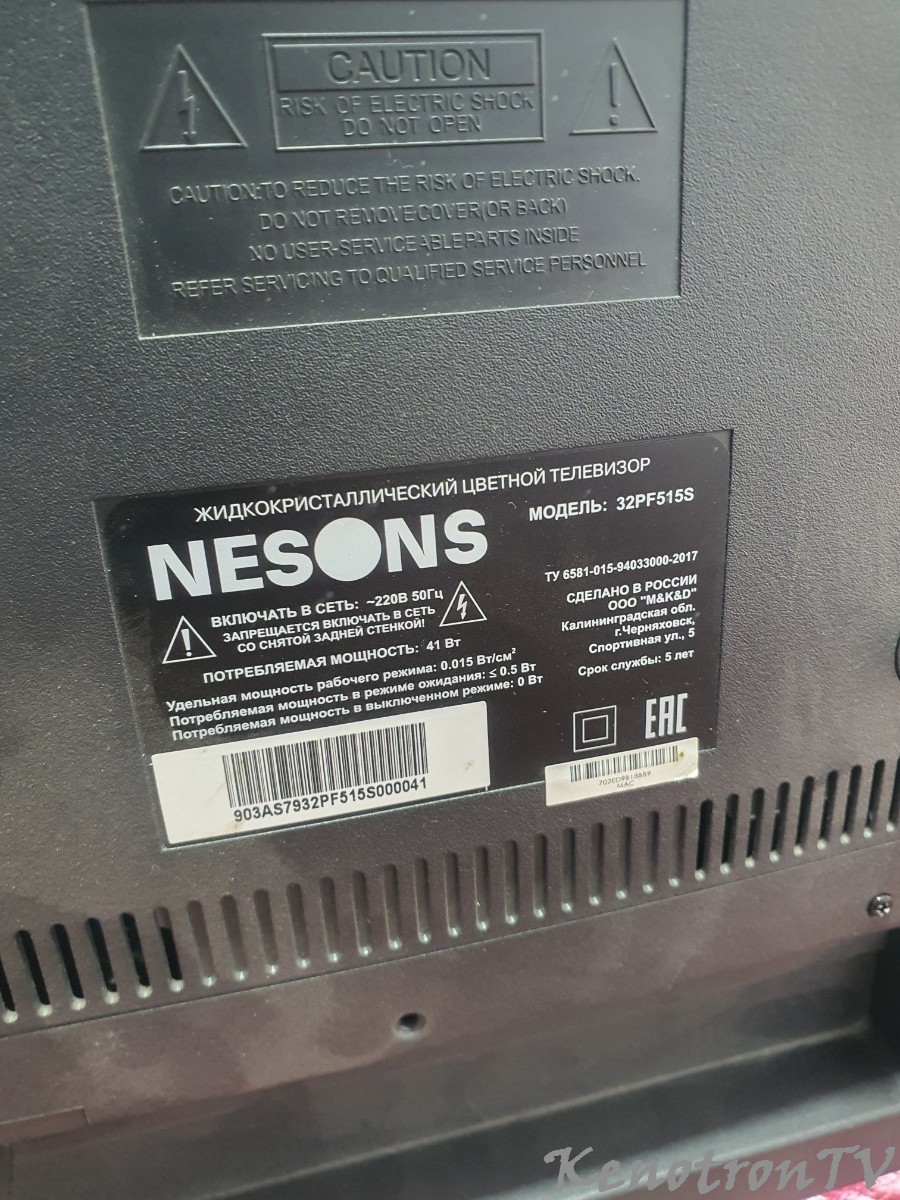 CAUTION
RISK OF ELECTRIC SHOCK
DO NOT OPEN
CAUTION:TO REDUCE THE RISK OF ELECTRIC SHOCK.
DO NOT REMOVE COVER(OR BACK)
NO USER-SERVICEABLE PARTS INSIDE
REFER SERVICING TO QUALIFIED SERVICE PERSONNEL
ЖИДКОКРИСТАЛЛИЧЕСКИЙ ЦВЕТНОЙ ТЕЛЕВИЗОР
NESONS
МОДЕЛЬ: 32PF515S
ВКЛЮЧАТЬ В СЕТЬ: ~220В 50Гц
ЗАПРЕЩАЕТСЯ ВКЛЮЧАТЬ В СЕТЬ
СО СНЯТОЙ ЗАДНЕЙ СТЕНКОЙ!
ПОТРЕБЛЯЕМАЯ МОЩНОСТЬ: 41 Вт
Удельная мощность рабочего режима: 0.015 Вт/см²
Потребляемая мощность в режиме ожидания: ≤ 0.5 Вт
Потребляемая мощность в выключенном режиме: 0 Вт
ТУ 6581-015-94033000-2017
СДЕЛАНО В РОССИИ
ООО "M&K&D"
Калининградская обл.
г.Черняховск,
Спортивная ул., 5
Срок службы: 5 лет
EAC
903AS7932PF515S000041
MAC
KenotronTV